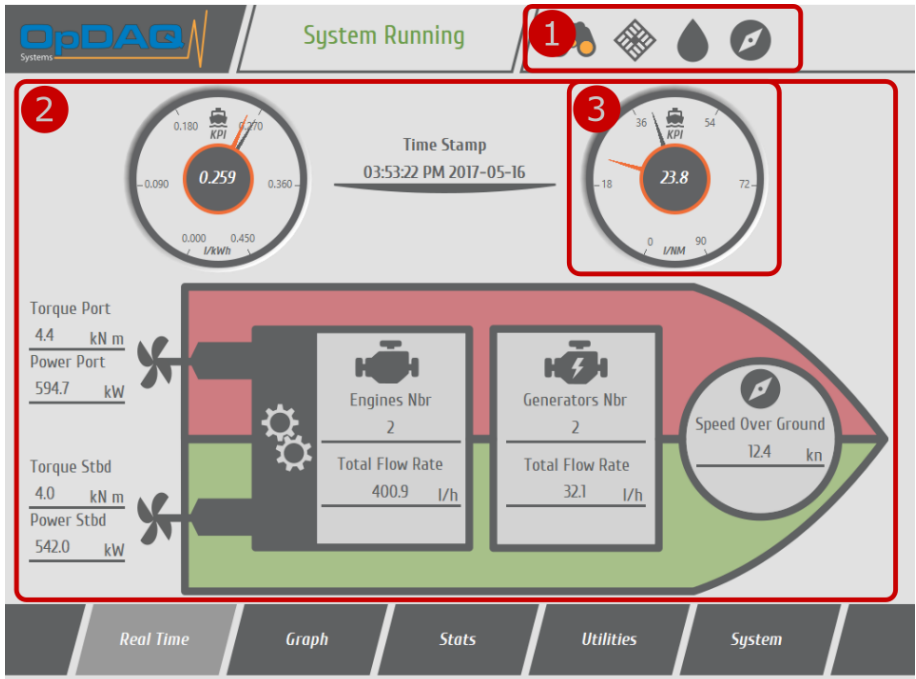 OpDAQ
Systems
System Running
1
2
0.180
KPI
0.270
0.090
0.259
0.360
0.000
0.450
l/kWh
Time Stamp
03:53:22 PM 2017-05-16
3
36
KPI
54
18
23.8
72
0
90
l/NM
Torque Port
4.4 kN m
Power Port
594.7 kW
Torque Stbd
4.0 kN m
Power Stbd
542.0 kW
Engines Nbr
2
Total Flow Rate
400.9 l/h
Generators Nbr
2
Total Flow Rate
32.1 l/h
Speed Over Ground
12.4 kn
Real Time
Graph
Stats
Utilities
System